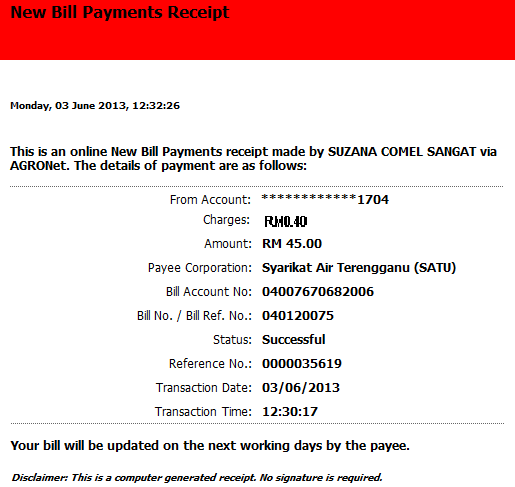 New Bill Payments Receipt
Monday, 03 June 2013, 12:32:26
This is an online New Bill Payments receipt made by SUZANA COMEL SANGAT via
AGRONet. The details of payment are as follows:
From Account: ************1704
Charges: RM0.40
Amount: RM 45.00
Payee Corporation: Syarikat Air Terengganu (SATU)
Bill Account No: 04007670682006
Bill No. / Bill Ref. No.: 040120075
Status: Successful
Reference No.: 0000035619
Transaction Date: 03/06/2013
Transaction Time: 12:30:17
Your bill will be updated on the next working days by the payee.
Disclaimer: This is a computer generated receipt. No signature is required.